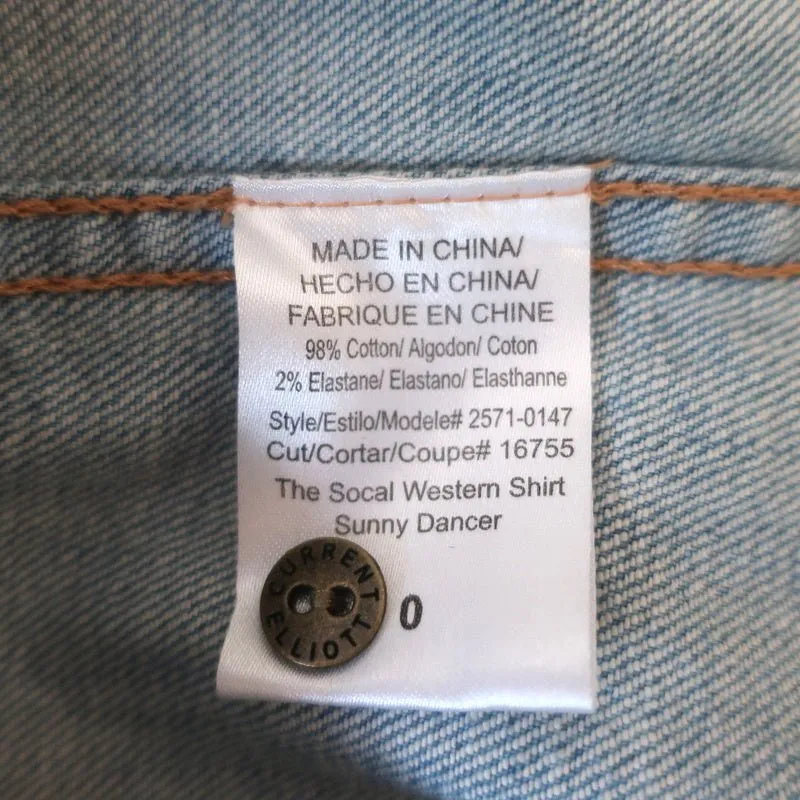 MADE IN CHINA/
HECHO EN CHINA/
FABRIQUE EN CHINE
98% Cotton/ Algodon/ Coton
2% Elastane/ Elastano/ Elasthanne
Style/Estilo/Modele# 2571-0147
Cut/Cortar/Coupe# 16755
The Socal Western Shirt
Sunny Dancer
CURRENT
ELLIOTT
0